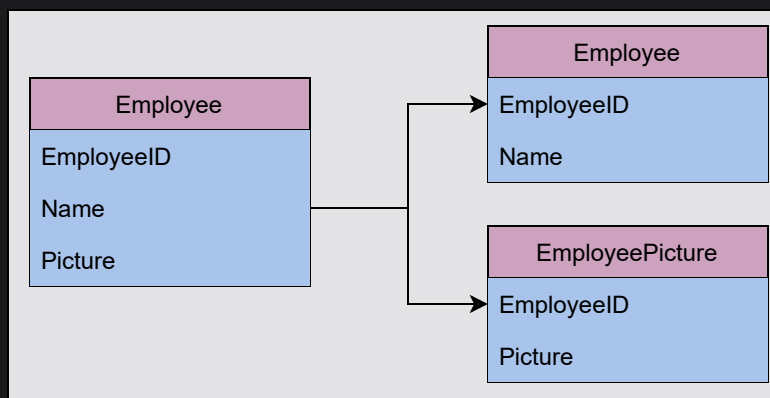 Employee
EmployeeID
Name
Picture
Employee
EmployeeID
Name
EmployeePicture
EmployeeID
Picture